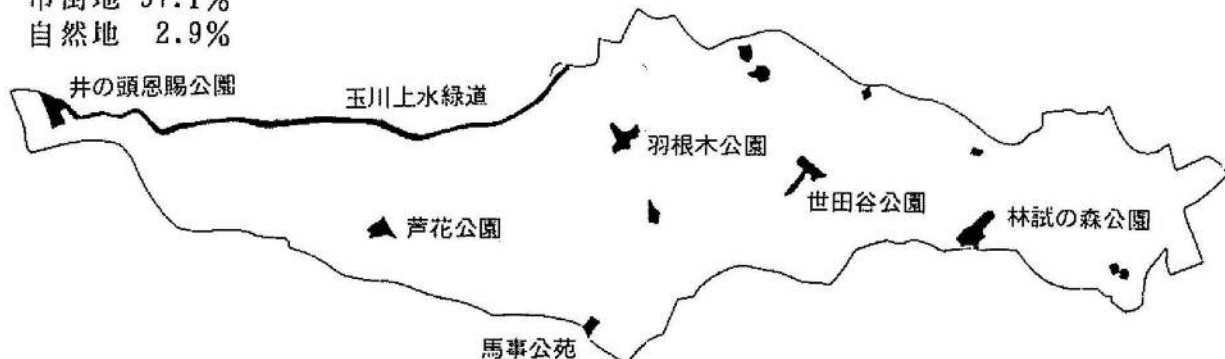 市街地 97.1%
自然地 2.9%
井の頭恩賜公園
玉川上水緑道
羽根木公園
世田谷公園
芦花公園
林試の森公園
馬事公苑